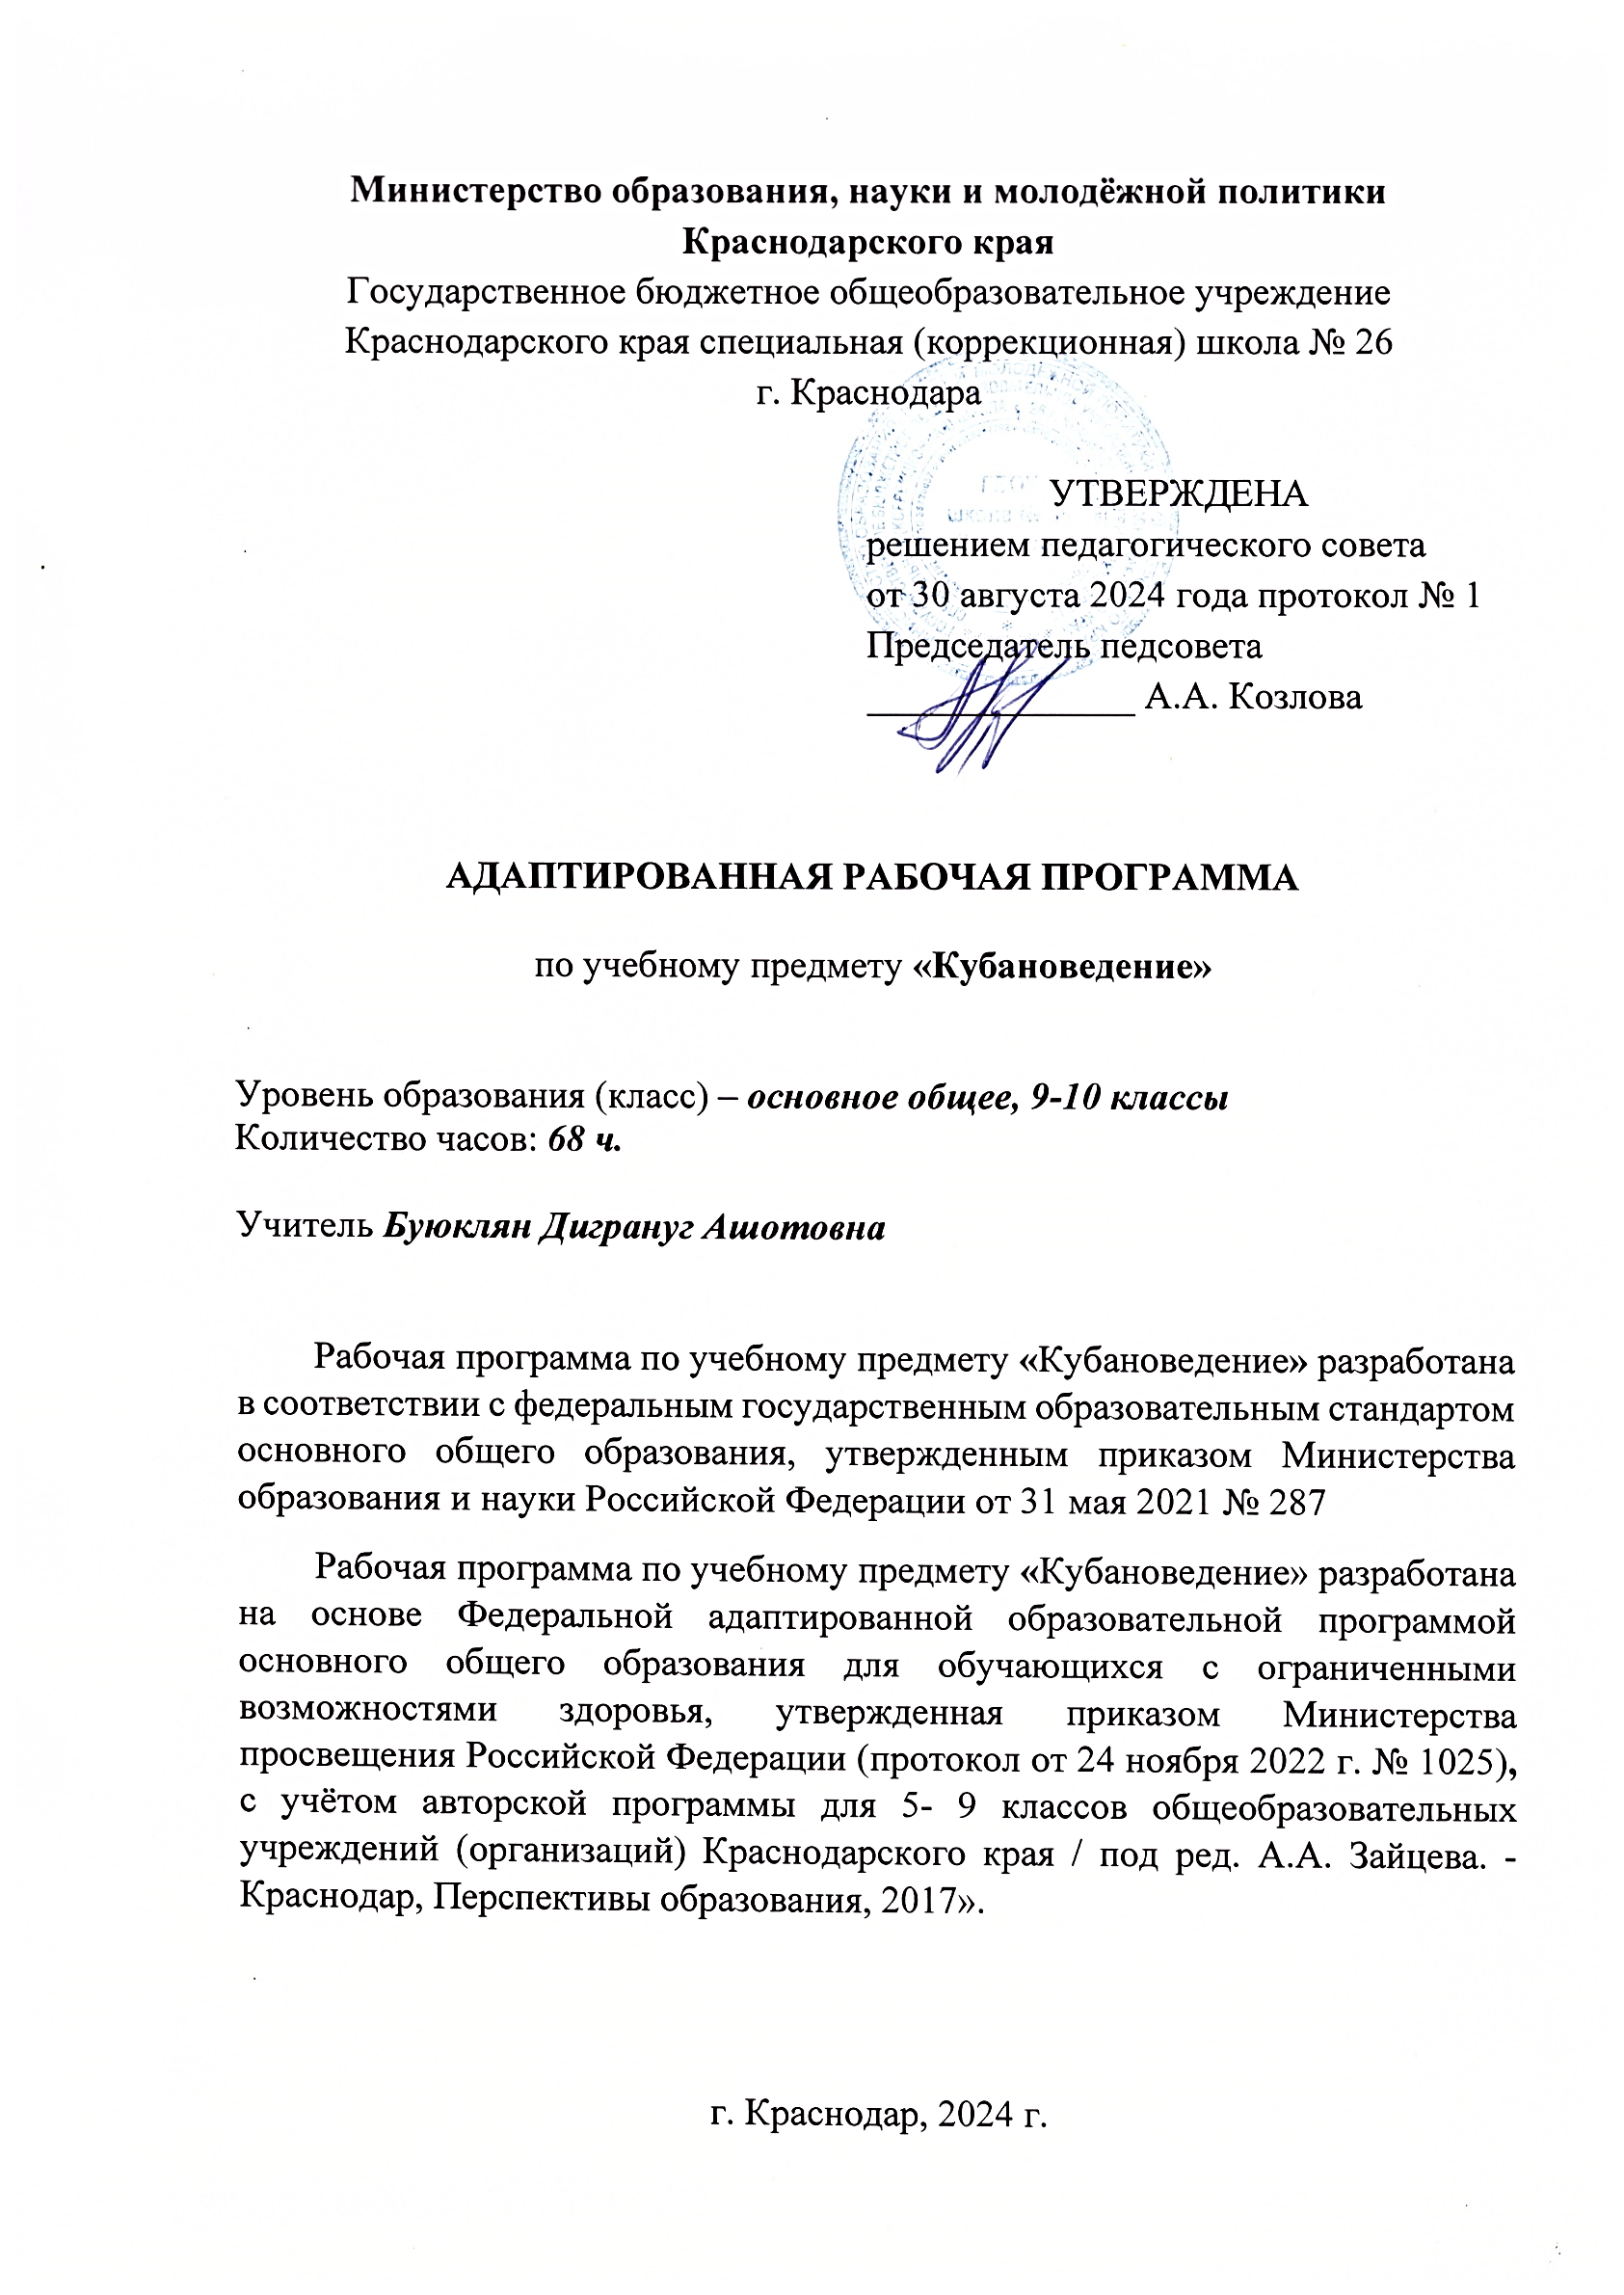 Министерство образования, науки и молодёжной политики
Краснодарского края
Государственное бюджетное общеобразовательное учреждение
Краснодарского края специальная (коррекционная) школа № 26
г. Краснодара
УТВЕРЖДЕНА
решением педагогического совета
от 30 августа 2024 года протокол № 1
Председатель педсовета
______________ А.А. Козлова
АДАПТИРОВАННАЯ РАБОЧАЯ ПРОГРАММА
по учебному предмету «Кубановедение»
Уровень образования (класс) – основное общее, 9-10 классы
Количество часов: 68 ч.
Учитель Буюклян Дигрануг Ашотовна
Рабочая программа по учебному предмету «Кубановедение» разработана
в соответствии с федеральным государственным образовательным стандартом
основного общего образования, утвержденным приказом Министерства
образования и науки Российской Федерации от 31 мая 2021 № 287
Рабочая программа по учебному предмету «Кубановедение» разработана
на основе Федеральной адаптированной образовательной программой
основного общего образования для обучающихся с ограниченными
возможностями здоровья, утвержденная приказом Министерства
просвещения Российской Федерации (протокол от 24 ноября 2022 г. № 1025),
с учётом авторской программы для 5- 9 классов общеобразовательных
учреждений (организаций) Краснодарского края / под ред. А.А. Зайцева. -
Краснодар, Перспективы образования, 2017».
г. Краснодар, 2024 г.